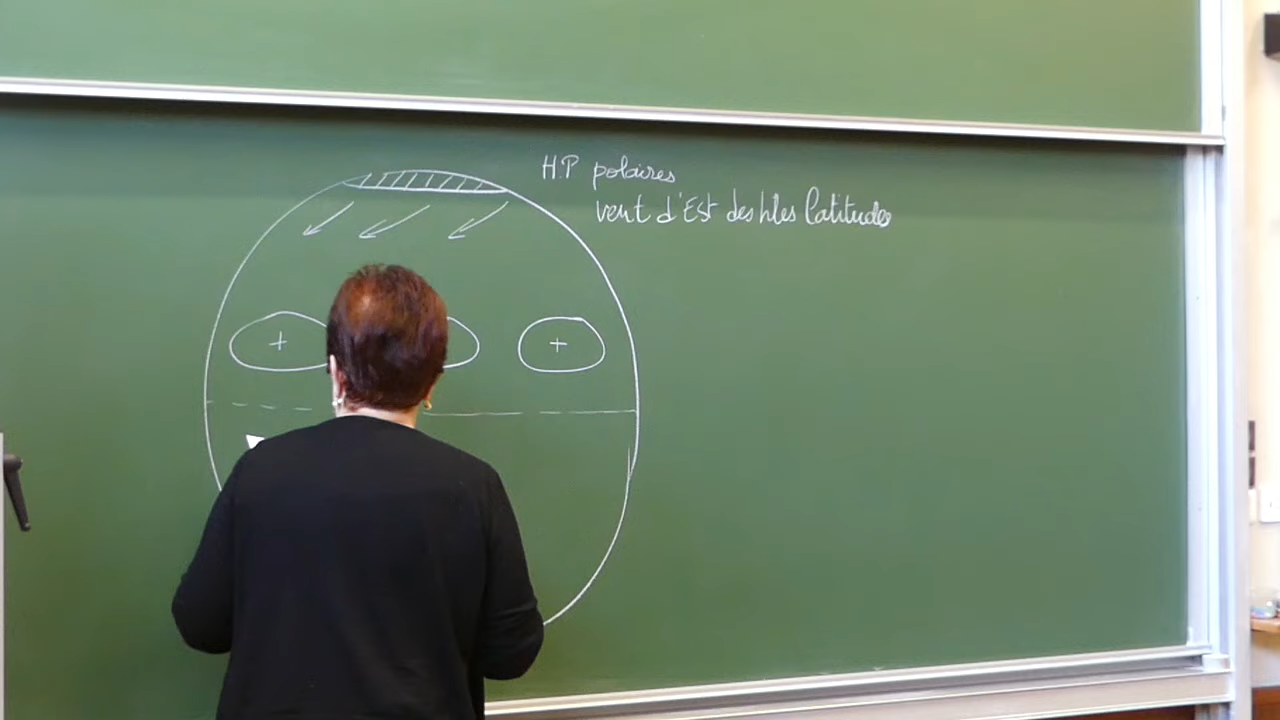 H.P polaires
vent d'Est des htes latitudes
+ +